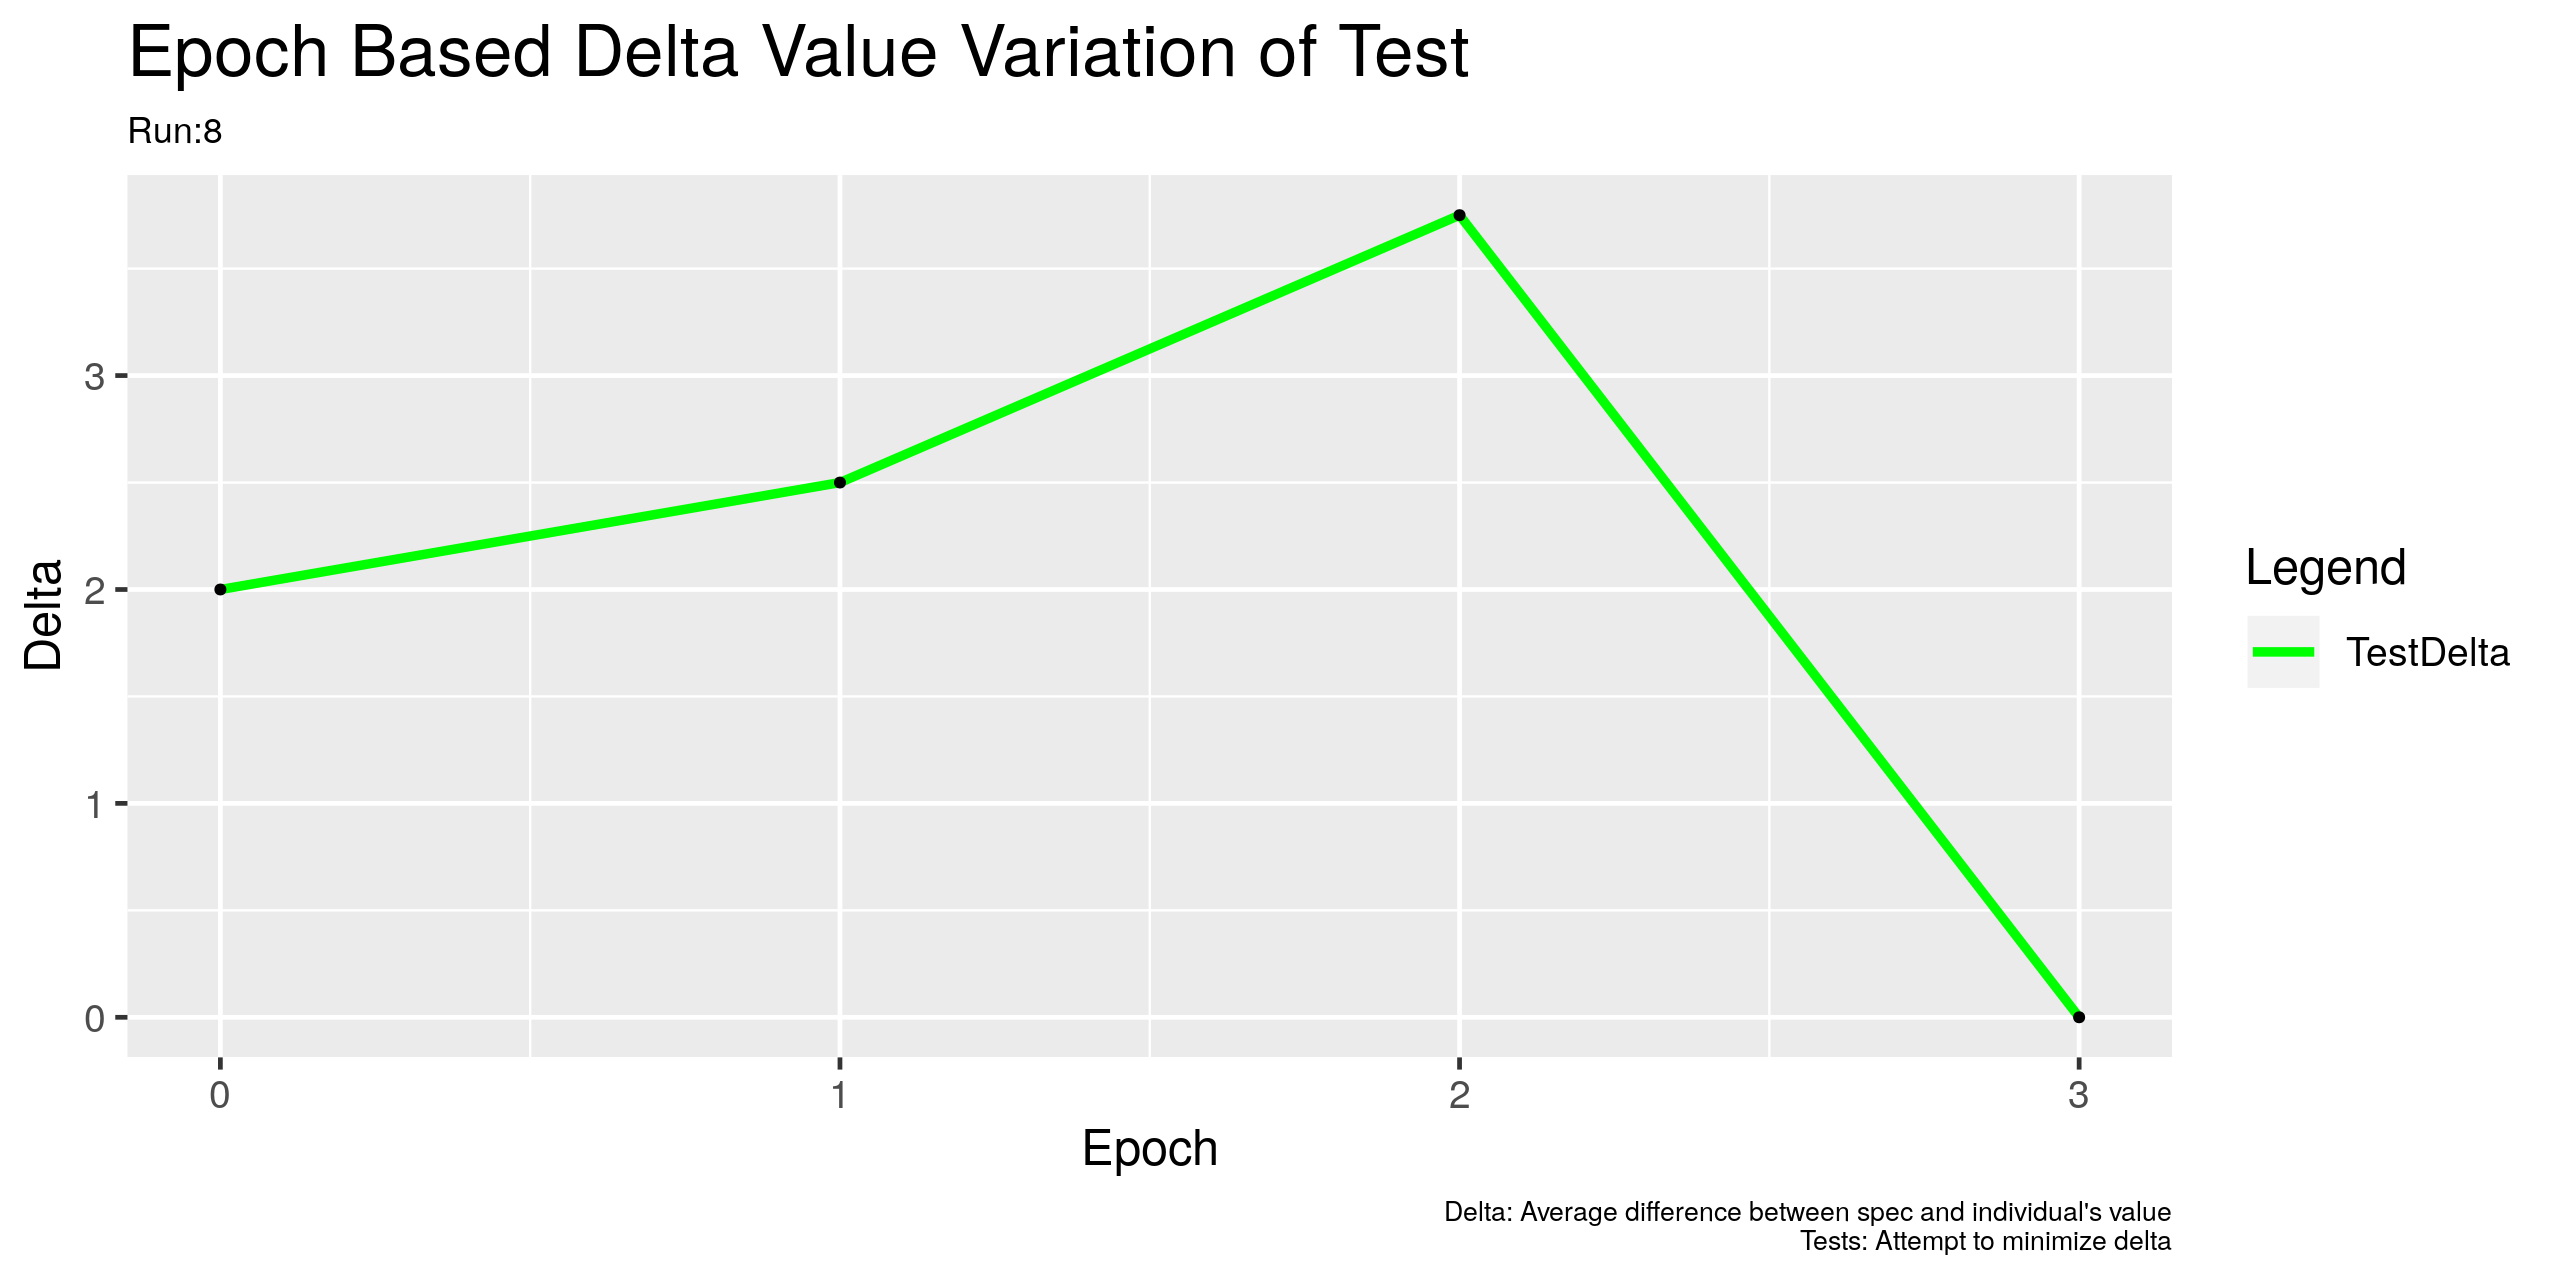 Epoch Based Delta Value Variation of Test
Run:8
Delta
3
2
1
0
0
1
2
3
Epoch
Legend
TestDelta
Delta: Average difference between spec and individual's value
Tests: Attempt to minimize delta